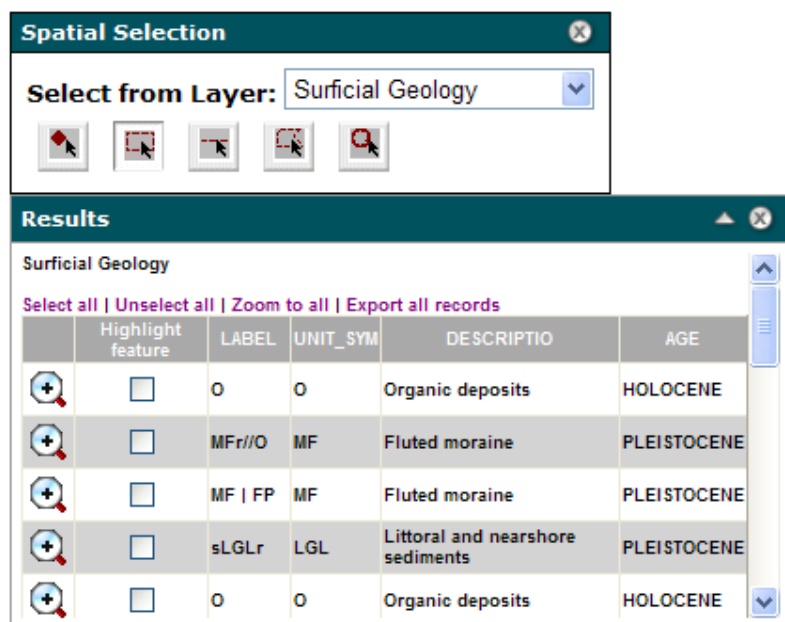 Spatial Selection
Select from Layer: Surficial Geology
Results
Surficial Geology
Select all | Unselect all | Zoom to all | Export all records
Highlight feature LABEL UNIT_SYM DESCRIPTIO AGE
O O Organic deposits HOLOCENE
MFr//O MF Fluted moraine PLEISTOCENE
MF | FP MF Fluted moraine PLEISTOCENE
sLGLr LGL Littoral and nearshore sediments PLEISTOCENE
O O Organic deposits HOLOCENE